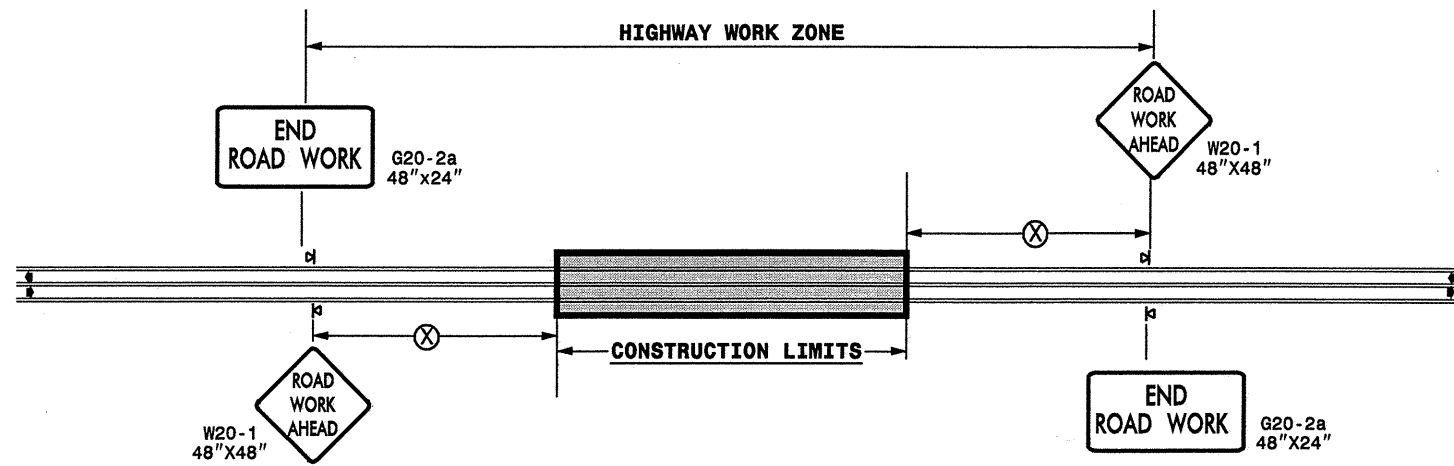 HIGHWAY WORK ZONE
END
ROAD WORK
G20-2a
48"x24"
ROAD
WORK
AHEAD
W20-1
48"X48"
X
X
CONSTRUCTION LIMITS
ROAD
WORK
AHEAD
W20-1
48"X48"
END
ROAD WORK
G20-2a
48"X24"